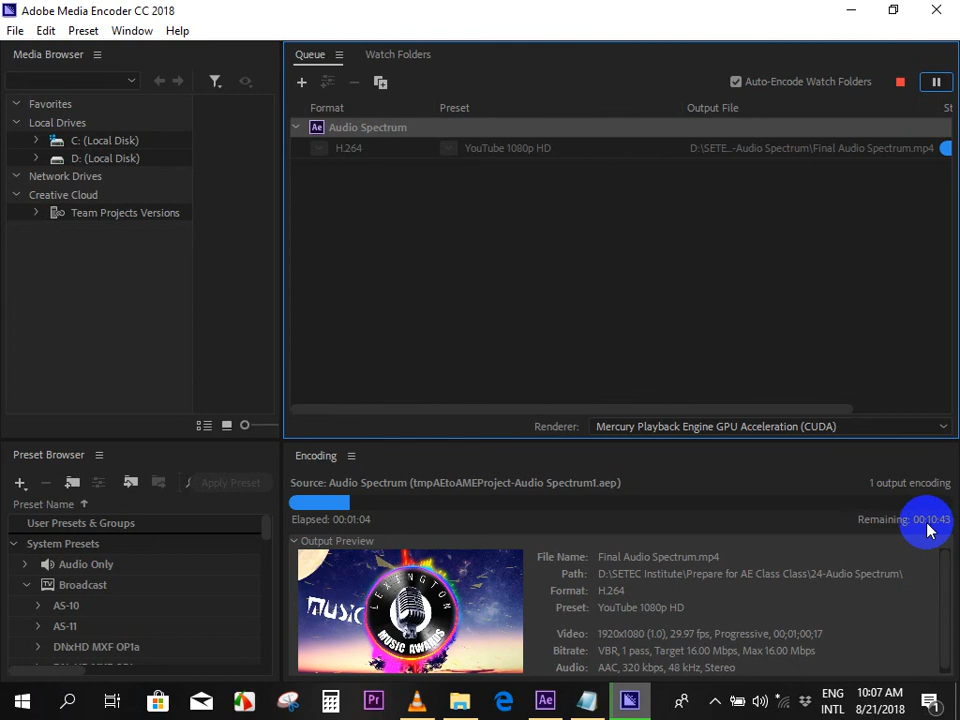 Adobe Media Encoder CC 2018
File Edit Preset Window Help
Media Browser
Favorites
Local Drives
C: (Local Disk)
D: (Local Disk)
Network Drives
Creative Cloud
Team Projects Versions
Queue Watch Folders
Auto-Encode Watch Folders
Format Preset Output File St
Ae Audio Spectrum
H.264 YouTube 1080p HD D:\SETE...-Audio Spectrum\Final Audio Spectrum.mp4
Renderer: Mercury Playback Engine GPU Acceleration (CUDA)
Preset Browser
Apply Preset
Preset Name
User Presets & Groups
System Presets
Audio Only
TV Broadcast
AS-10
AS-11
DNxHD MXF OP1a
Encoding
Source: Audio Spectrum (tmpAEtoAMEProject-Audio Spectrum1.aep) 1 output encoding
Elapsed: 00:01:04 Remaining: 00:10:43
Output Preview
MUSIC
LEXINGTON
MUSIC AWARDS
File Name: Final Audio Spectrum.mp4
Path: D:\SETEC Institute\Prepare for AE Class Class\24-Audio Spectrum\
Format: H.264
Preset: YouTube 1080p HD
Video: 1920x1080 (1.0), 29.97 fps, Progressive, 00;01;00;17
Bitrate: VBR, 1 pass, Target 16.00 Mbps, Max 16.00 Mbps
Audio: AAC, 320 kbps, 48 kHz, Stereo
Pr Ae
ENG
INTL
10:07 AM
8/21/2018
1